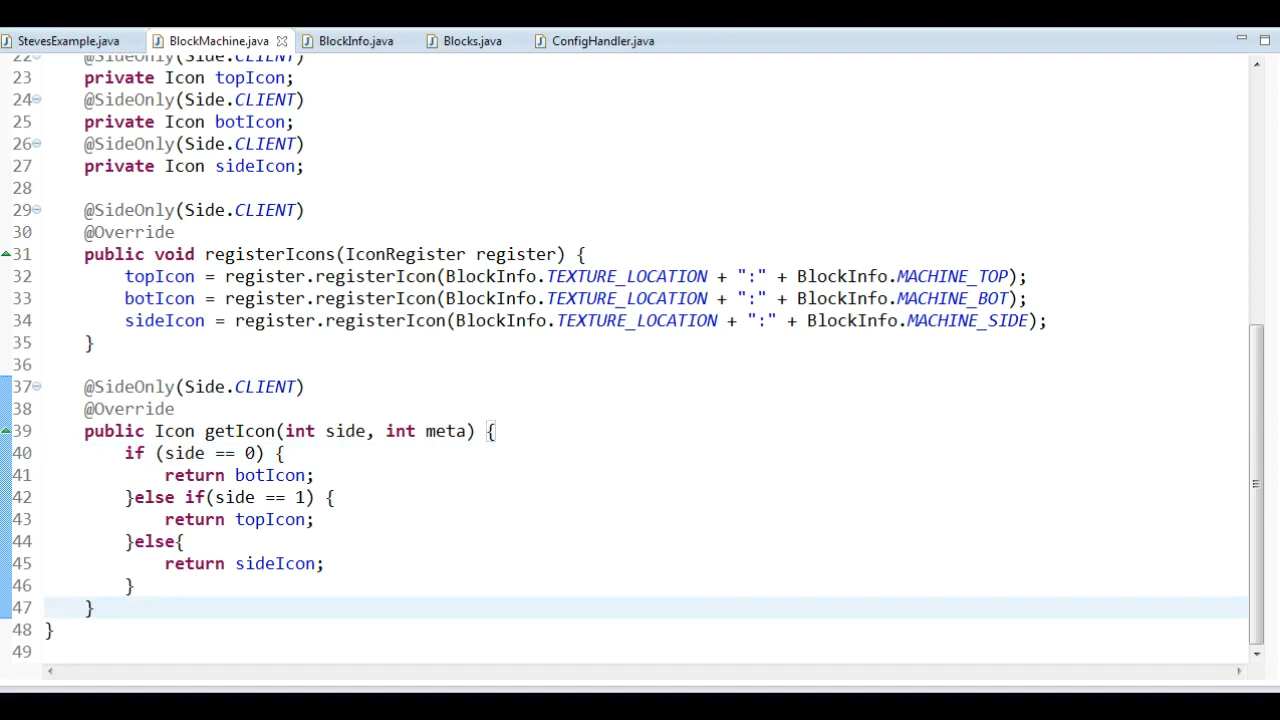 StevesExample.java BlockMachine.java BlockInfo.java Blocks.java ConfigHandler.java
22 @SideOnly(Side.CLIENT)
23 private Icon topIcon;
24 @SideOnly(Side.CLIENT)
25 private Icon botIcon;
26 @SideOnly(Side.CLIENT)
27 private Icon sideIcon;
28
29 @SideOnly(Side.CLIENT)
30 @Override
31 public void registerIcons(IconRegister register) {
32 topIcon = register.registerIcon(BlockInfo.TEXTURE_LOCATION + ":" + BlockInfo.MACHINE_TOP);
33 botIcon = register.registerIcon(BlockInfo.TEXTURE_LOCATION + ":" + BlockInfo.MACHINE_BOT);
34 sideIcon = register.registerIcon(BlockInfo.TEXTURE_LOCATION + ":" + BlockInfo.MACHINE_SIDE);
35 }
36
37 @SideOnly(Side.CLIENT)
38 @Override
39 public Icon getIcon(int side, int meta) {
40 if (side == 0) {
41 return botIcon;
42 }else if(side == 1) {
43 return topIcon;
44 }else{
45 return sideIcon;
46 }
47 }
48 }
49